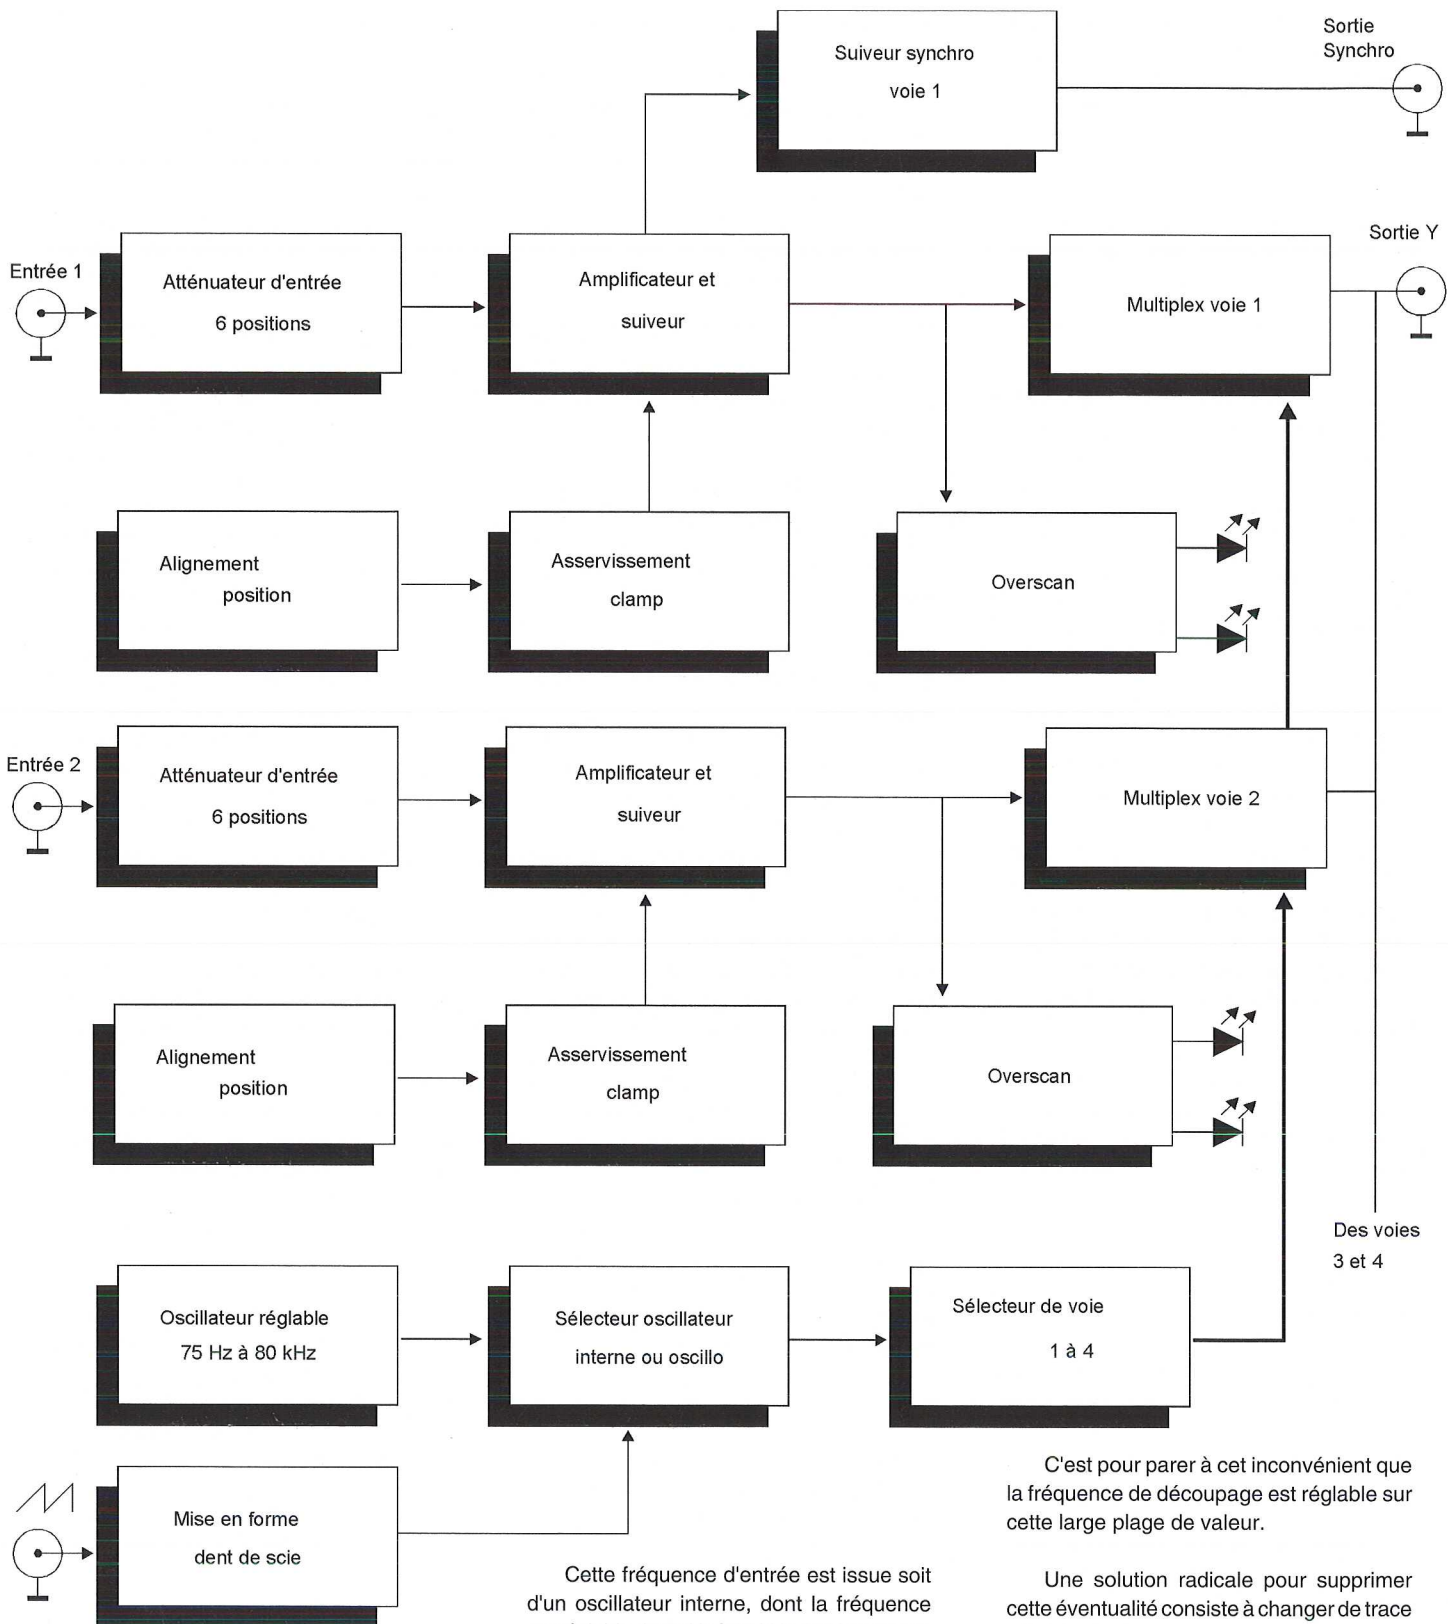 Sortie
Synchro
Suiveur synchro
voie 1
Entrée 1
Atténuateur d'entrée
6 positions
Amplificateur et
suiveur
Multiplex voie 1
Sortie Y
Alignement
position
Asservissement
clamp
Overscan
Entrée 2
Atténuateur d'entrée
6 positions
Amplificateur et
suiveur
Multiplex voie 2
Alignement
position
Asservissement
clamp
Overscan
Des voies
3 et 4
Oscillateur réglable
75 Hz à 80 kHz
Sélecteur oscillateur
interne ou oscillo
Sélecteur de voie
1 à 4
Mise en forme
dent de scie
Cette fréquence d'entrée est issue soit
d'un oscillateur interne, dont la fréquence
C'est pour parer à cet inconvénient que
la fréquence de découpage est réglable sur
cette large plage de valeur.
Une solution radicale pour supprimer
cette éventualité consiste à changer de trace